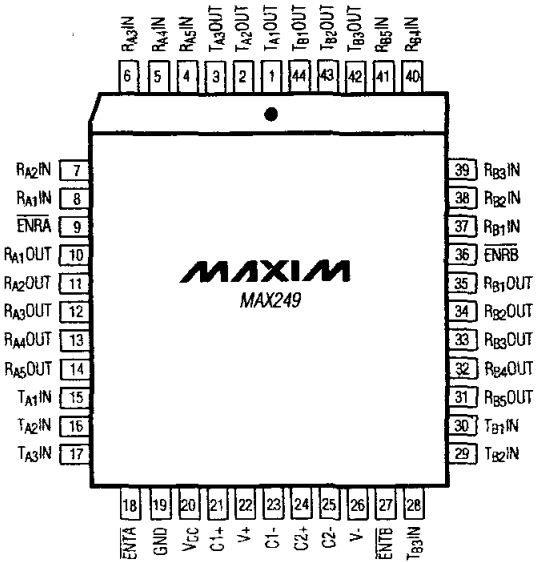 RA3IN
RA4IN
RA5IN
TA3OUT
TA2OUT
TA1OUT
TB1OUT
TB2OUT
TB3OUT
RB5IN
RB4IN
6 5 4 3 2 1 44 43 42 41 40
RA2IN 7
RA1IN 8
ENRA 9
RA1OUT 10
RA2OUT 11
RA3OUT 12
RA4OUT 13
RA5OUT 14
TA1IN 15
TA2IN 16
TA3IN 17
MAXIM
MAX249
39 RB3IN
38 RB2IN
37 RB1IN
36 ENRB
35 RB1OUT
34 RB2OUT
33 RB3OUT
32 RB4OUT
31 RB5OUT
30 TB1IN
29 TB2IN
18 19 20 21 22 23 24 25 26 27 28
ENTA
GND
VCC
C1+
V+
C1-
C2+
C2-
V-
ENTB
TB3IN